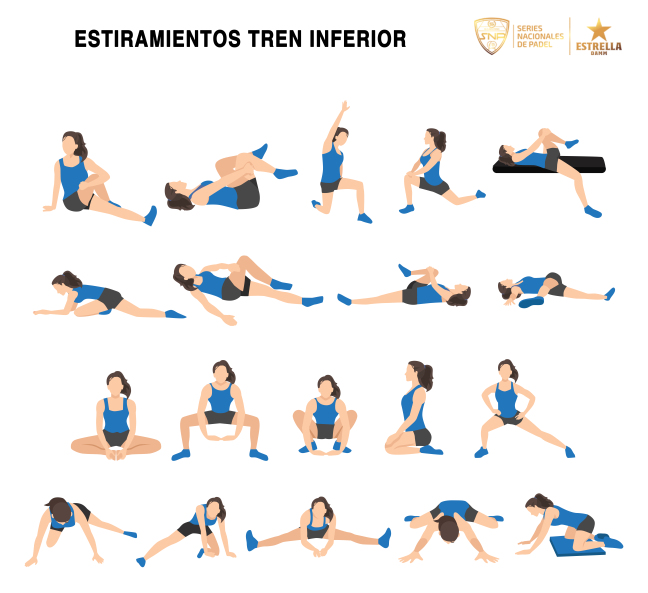 ESTIRAMIENTOS TREN INFERIOR
SNP
SERIES
NACIONALES
DE PADEL
ESTRELLA
DAMM